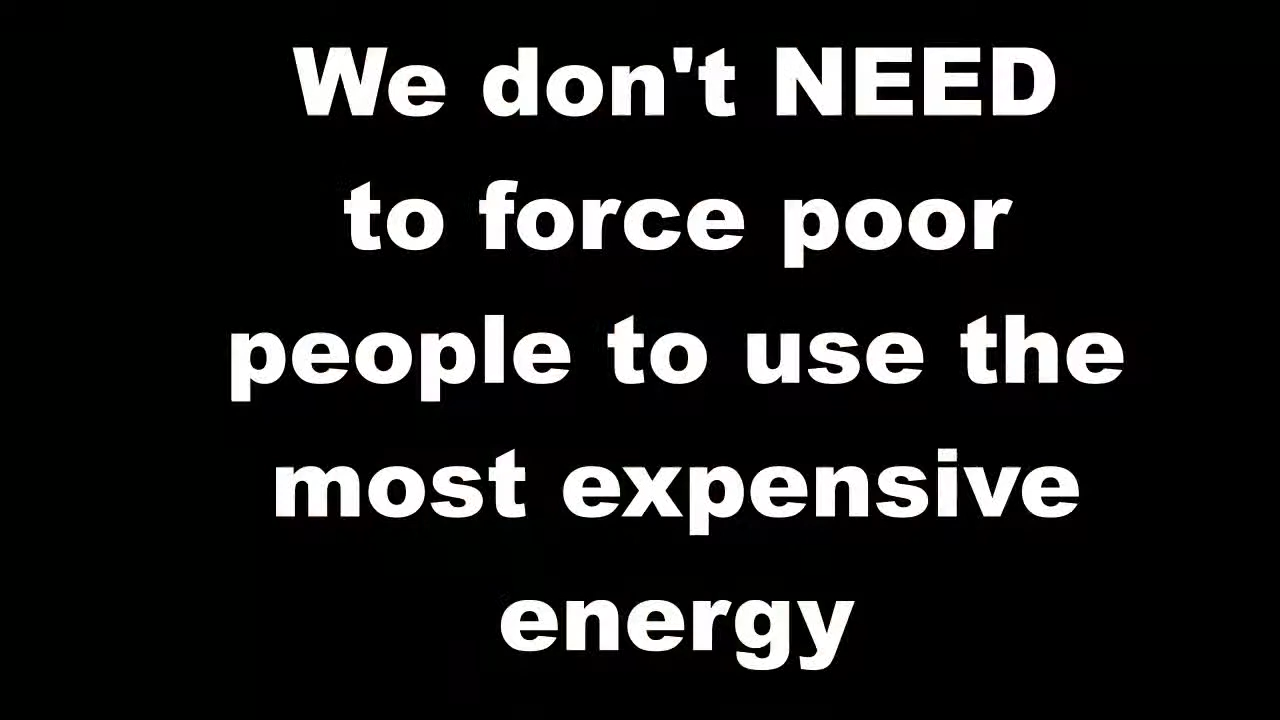 We don't NEED
to force poor
people to use the
most expensive
energy